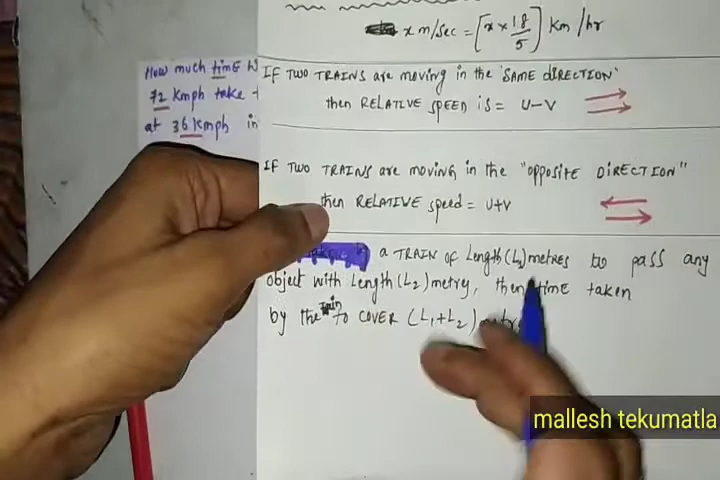 x m/sec = [x × 18/5] km/hr
How much time
72 kmph take
at 36 kmph in
IF TWO TRAINS are moving in the "SAME dIRECTION"
then RELATIVE SPEED is = U-V
IF TWO TRAINS are moving in the "OPPOSITE DIRECTION"
then RELATIVE speed = U+V
a TRAIN of Length(L1)metres to pass any
object with Length(L2)metry, then time taken
by the train to COVER (L1+L2)
mallesh tekumatla